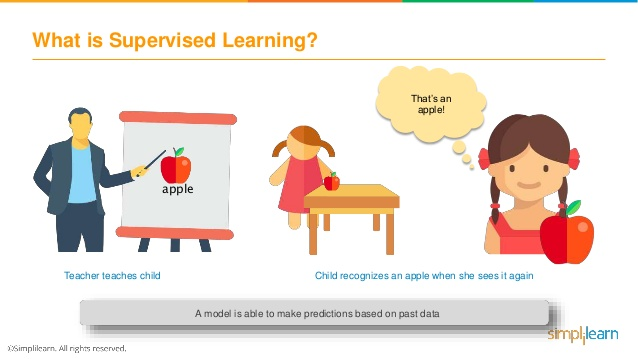 What is Supervised Learning?
That's an
apple!
apple
Teacher teaches child
Child recognizes an apple when she sees it again
A model is able to make predictions based on past data
simplilearn
©Simplilearn. All rights reserved.